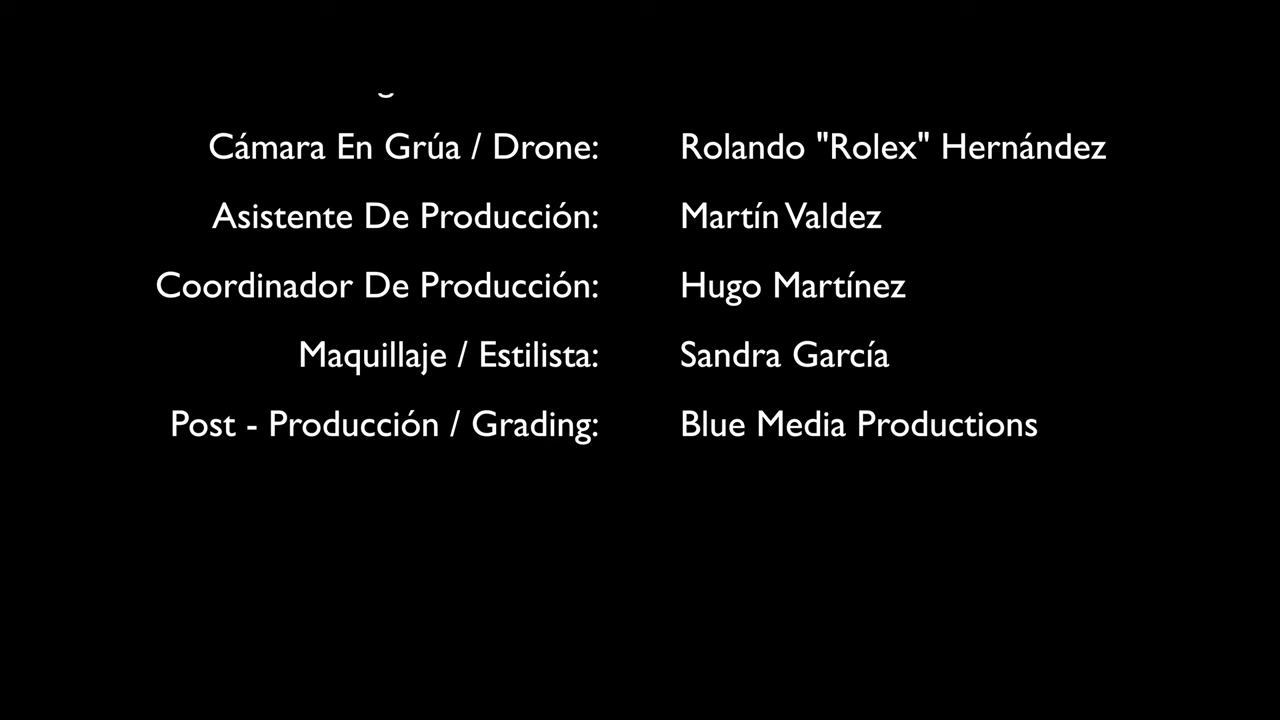 Cámara En Grúa / Drone: Rolando "Rolex" Hernández
Asistente De Producción: Martín Valdez
Coordinador De Producción: Hugo Martínez
Maquillaje / Estilista: Sandra García
Post - Producción / Grading: Blue Media Productions